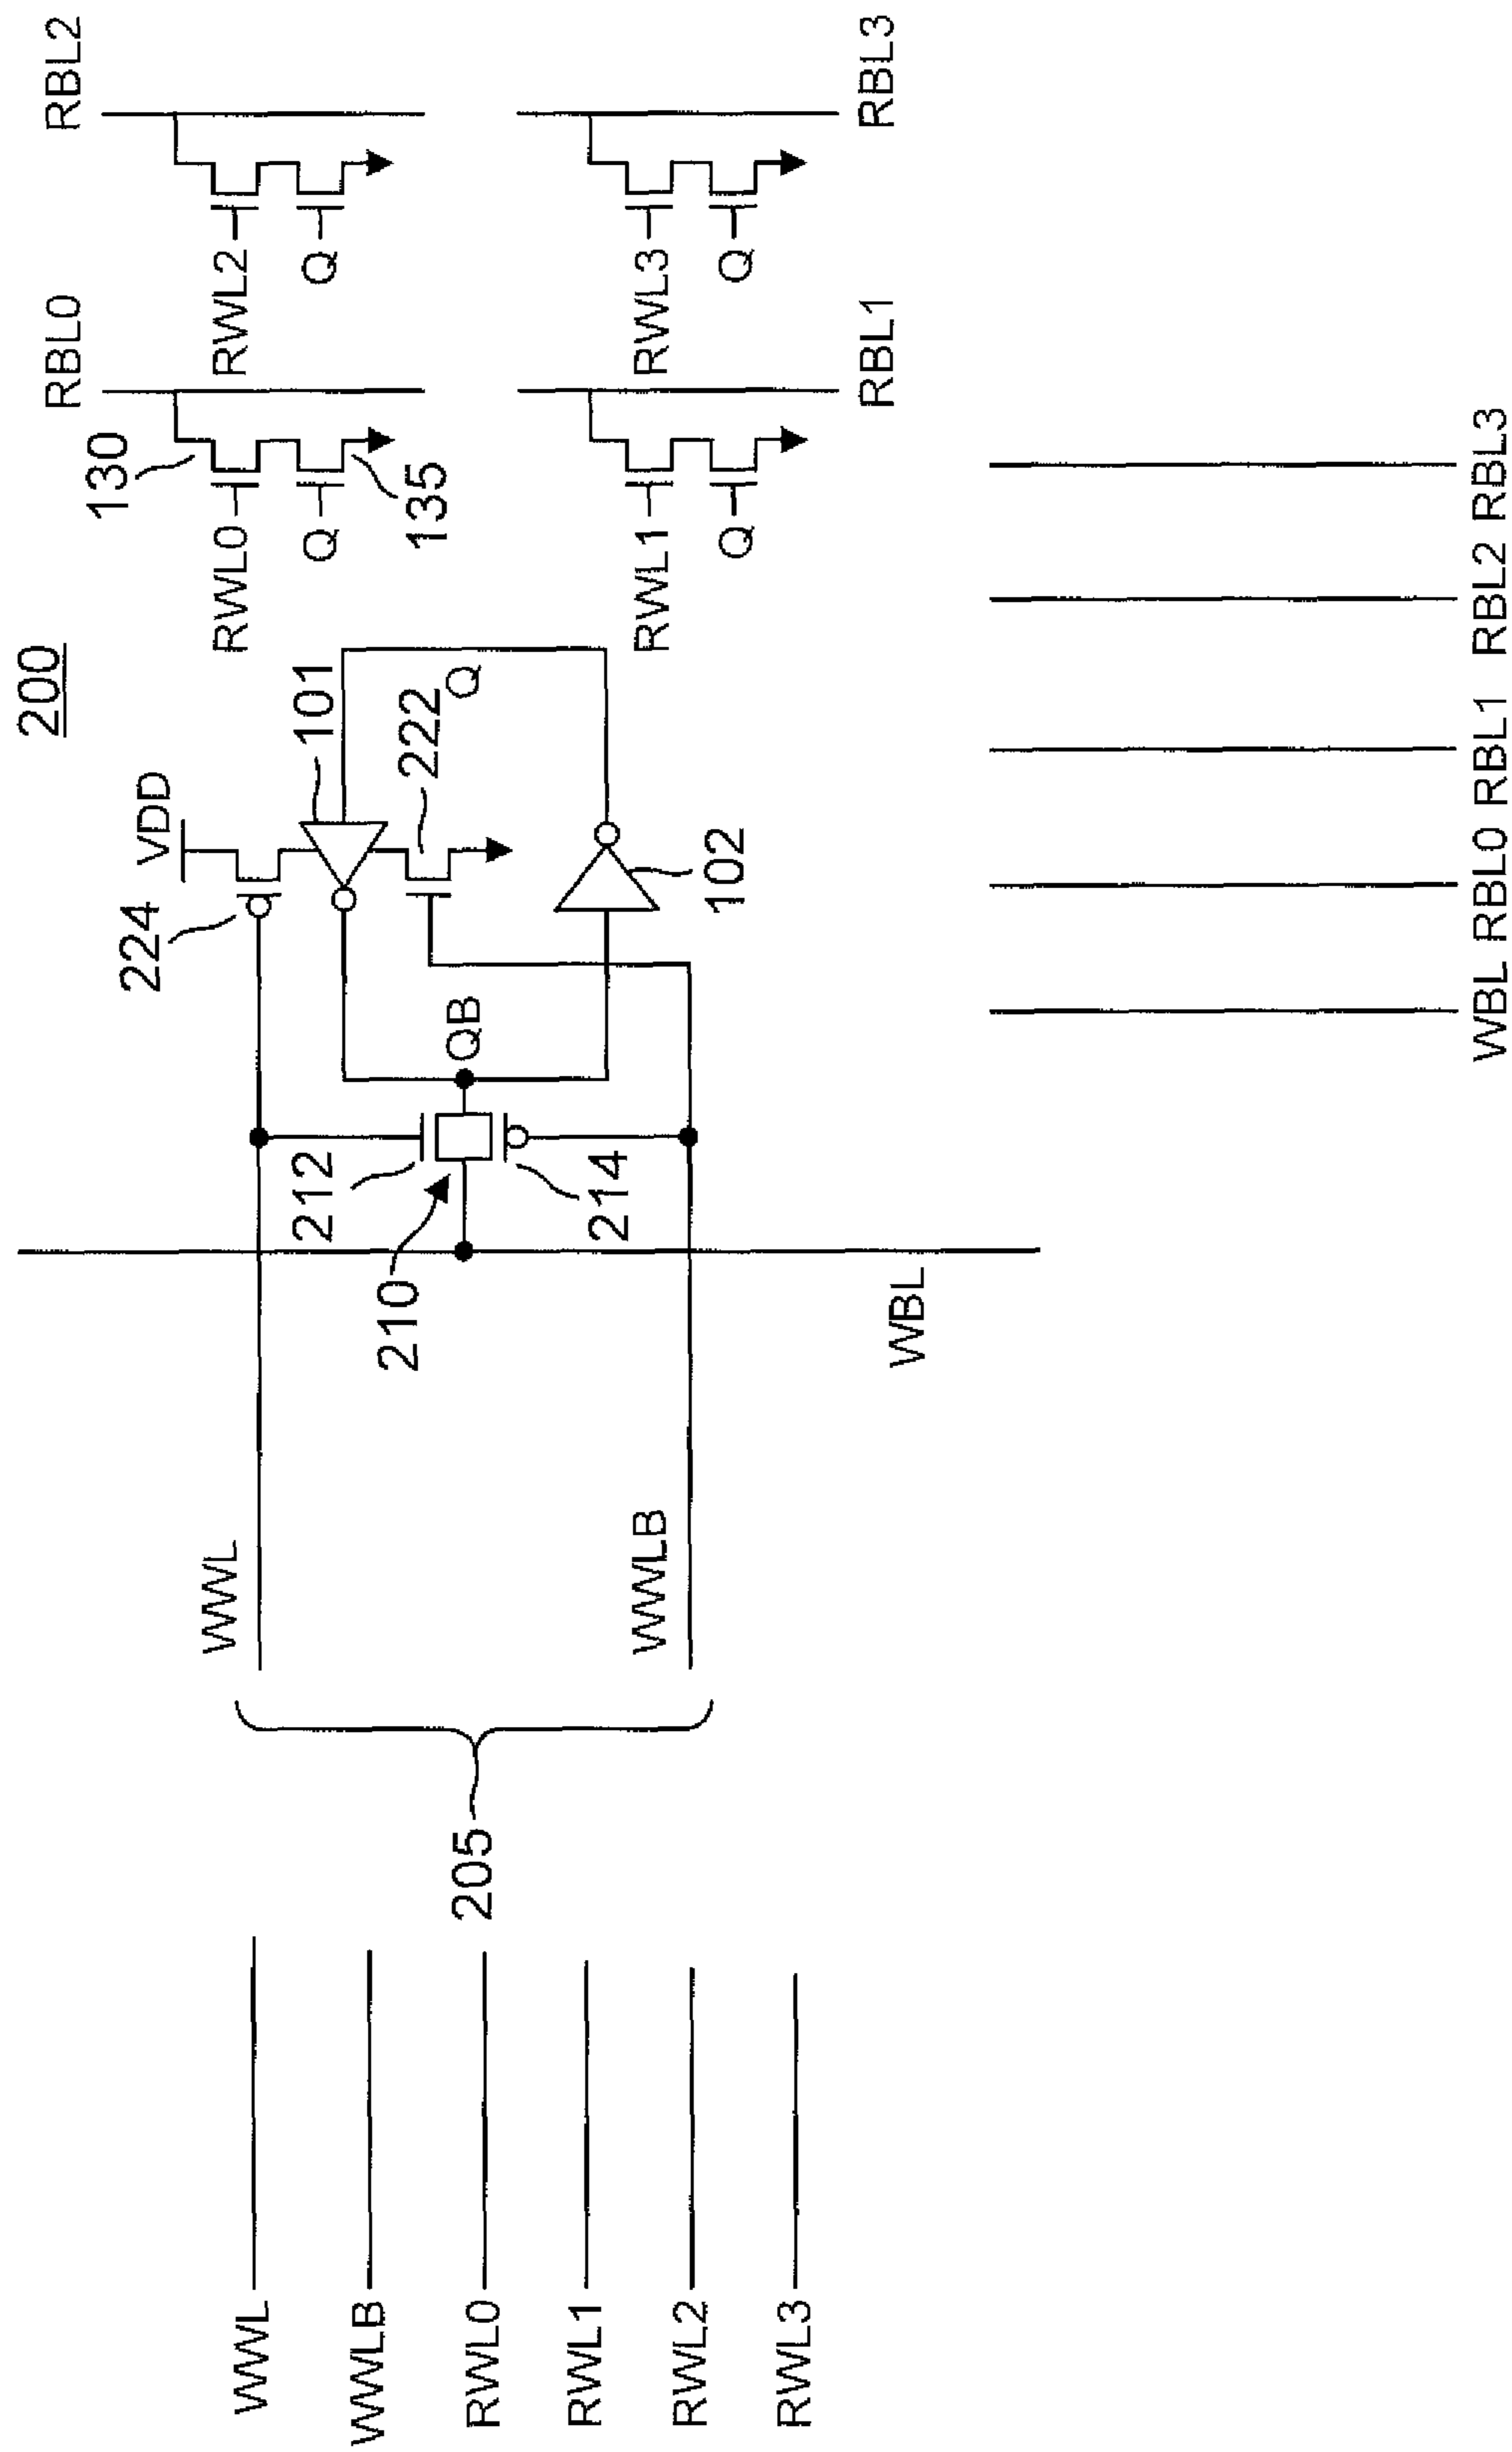 200
WWL
WWLB
RWL0
RWL1
RWL2
RWL3
205
WWL
WWLB
WBL
210
212
214
QB
224
VDD
101
222
102
Q
RWL0
Q
130
135
RBL0
RWL2
Q
RBL2
RWL1
Q
RBL1
RWL3
Q
RBL3
WBL RBL0 RBL1 RBL2 RBL3